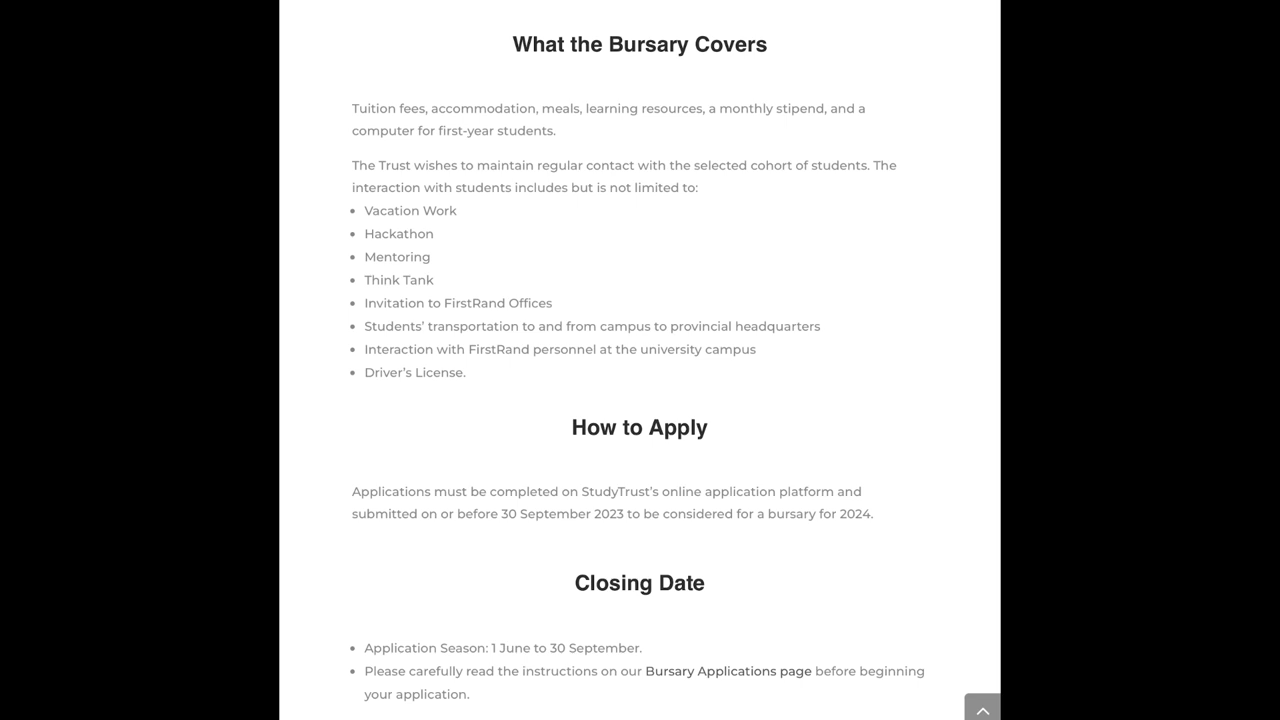 What the Bursary Covers
Tuition fees, accommodation, meals, learning resources, a monthly stipend, and a
computer for first-year students.
The Trust wishes to maintain regular contact with the selected cohort of students. The
interaction with students includes but is not limited to:
• Vacation Work
• Hackathon
• Mentoring
• Think Tank
• Invitation to FirstRand Offices
• Students’ transportation to and from campus to provincial headquarters
• Interaction with FirstRand personnel at the university campus
• Driver’s License.
How to Apply
Applications must be completed on StudyTrust’s online application platform and
submitted on or before 30 September 2023 to be considered for a bursary for 2024.
Closing Date
• Application Season: 1 June to 30 September.
• Please carefully read the instructions on our Bursary Applications page before beginning
your application.